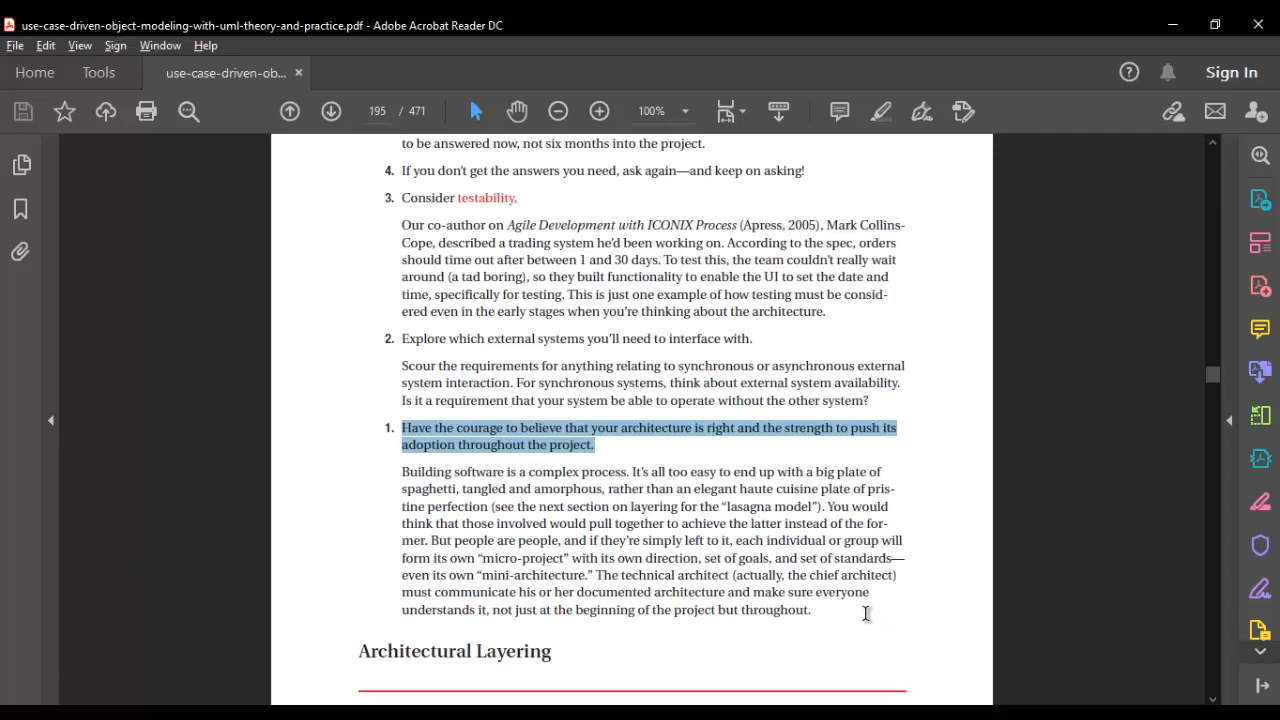 use-case-driven-object-modeling-with-uml-theory-and-practice.pdf - Adobe Acrobat Reader DC
File Edit View Sign Window Help
Home Tools use-case-driven-ob... × Sign In
195 / 471 100%
to be answered now, not six months into the project.
4. If you don't get the answers you need, ask again—and keep on asking!
3. Consider testability.
Our co-author on Agile Development with ICONIX Process (Apress, 2005), Mark Collins-
Cope, described a trading system he'd been working on. According to the spec, orders
should time out after between 1 and 30 days. To test this, the team couldn't really wait
around (a tad boring), so they built functionality to enable the UI to set the date and
time, specifically for testing. This is just one example of how testing must be consid-
ered even in the early stages when you're thinking about the architecture.
2. Explore which external systems you'll need to interface with.
Scour the requirements for anything relating to synchronous or asynchronous external
system interaction. For synchronous systems, think about external system availability.
Is it a requirement that your system be able to operate without the other system?
1. Have the courage to believe that your architecture is right and the strength to push its
adoption throughout the project.
Building software is a complex process. It's all too easy to end up with a big plate of
spaghetti, tangled and amorphous, rather than an elegant haute cuisine plate of pris-
tine perfection (see the next section on layering for the “lasagna model”). You would
think that those involved would pull together to achieve the latter instead of the for-
mer. But people are people, and if they're simply left to it, each individual or group will
form its own “micro-project” with its own direction, set of goals, and set of standards—
even its own “mini-architecture.” The technical architect (actually, the chief architect)
must communicate his or her documented architecture and make sure everyone
understands it, not just at the beginning of the project but throughout.
Architectural Layering